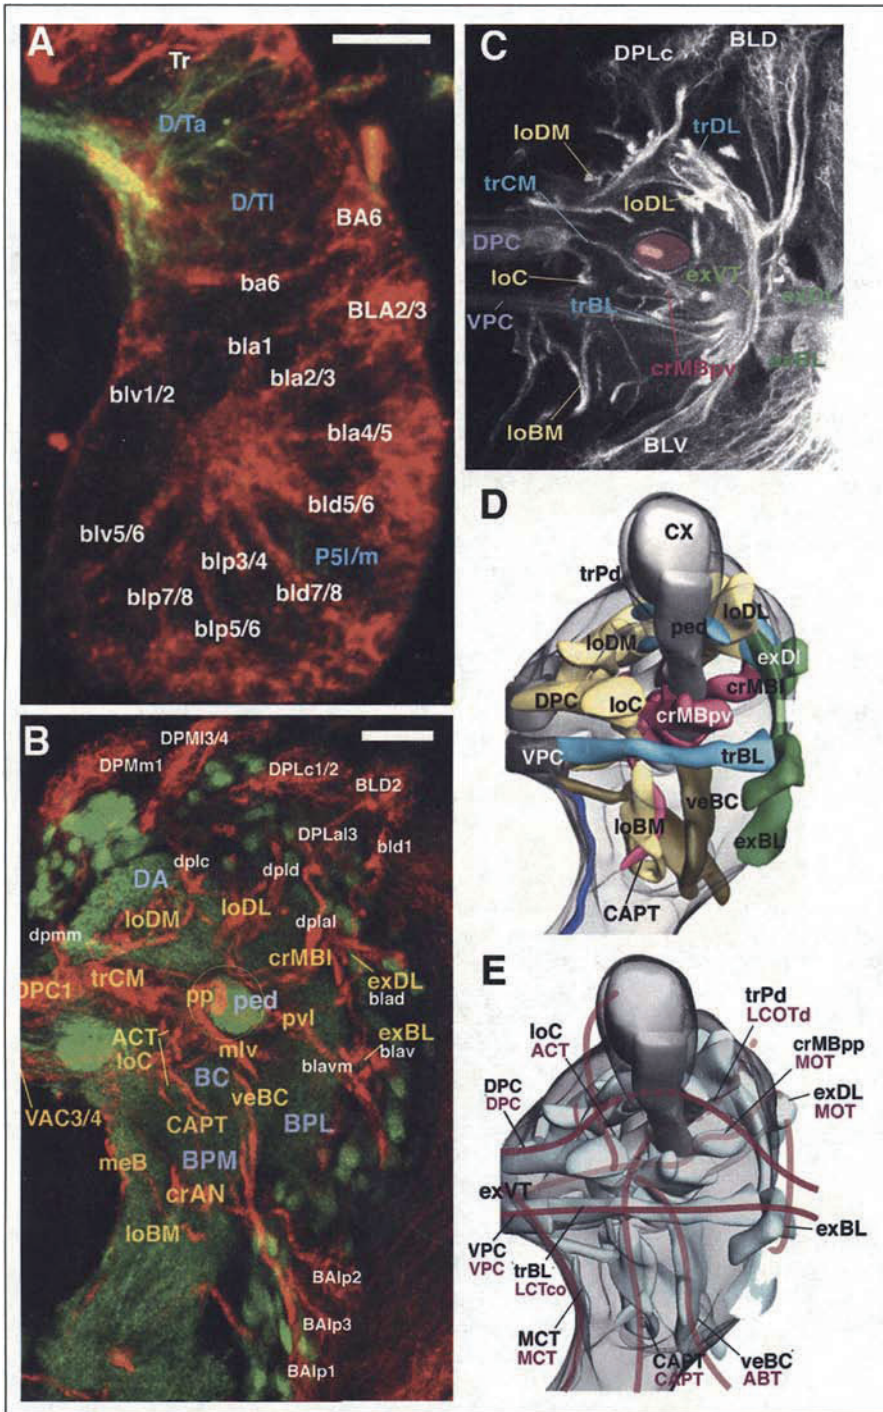 A
Tr
D/Ta
D/Tl
BA6
ba6
BLA2/3
bla1
bla2/3
blv1/2
bla4/5
bld5/6
blv5/6
blp3/4
P5l/m
blp7/8
bld7/8
blp5/6
B
DPMl3/4
DPMm1
DPLc1/2
BLD2
DPLal3
bld1
dplc
dpld
DA
loDM
loDL
dplal
dpmm
crMBl
exDL
DPC1
trCM
blad
pp
ped
pvl
exBL
ACT
loC
mlv
blavm
blav
BC
veBC
VAC3/4
CAPT
BPL
meB
BPM
crAN
loBM
BAlp2
BAlp3
BAlp1
C
DPLc
BLD
loDM
trDL
trCM
loDL
DPC
loC
exVT
exDL
trBL
VPC
crMBpv
exBL
loBM
BLV
D
CX
trPd
loDL
loDM
ped
exDl
DPC
loC
crMBl
crMBpv
VPC
trBL
veBC
loBM
exBL
CAPT
E
trPd
LCOTd
loC
ACT
crMBpp
MOT
DPC
DPC
exDL
MOT
exVT
exBL
VPC
VPC
trBL
LCTco
MCT
MCT
CAPT
CAPT
veBC
ABT